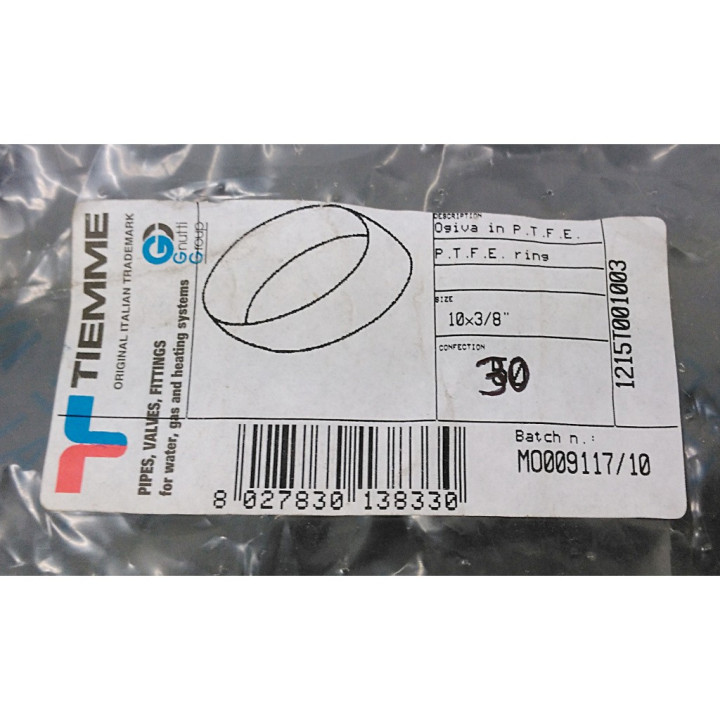 TIEMME
ORIGINAL ITALIAN TRADEMARK
Gnutti
Group
PIPES, VALVES, FITTINGS
for water, gas and heating systems
DESCRIPTION
Ogiva in P.T.F.E.
P.T.F.E. ring
SIZE
10x3/8"
CONFECTION
30
1215T001003
Batch n.:
MO009117/10
8 027830 138330